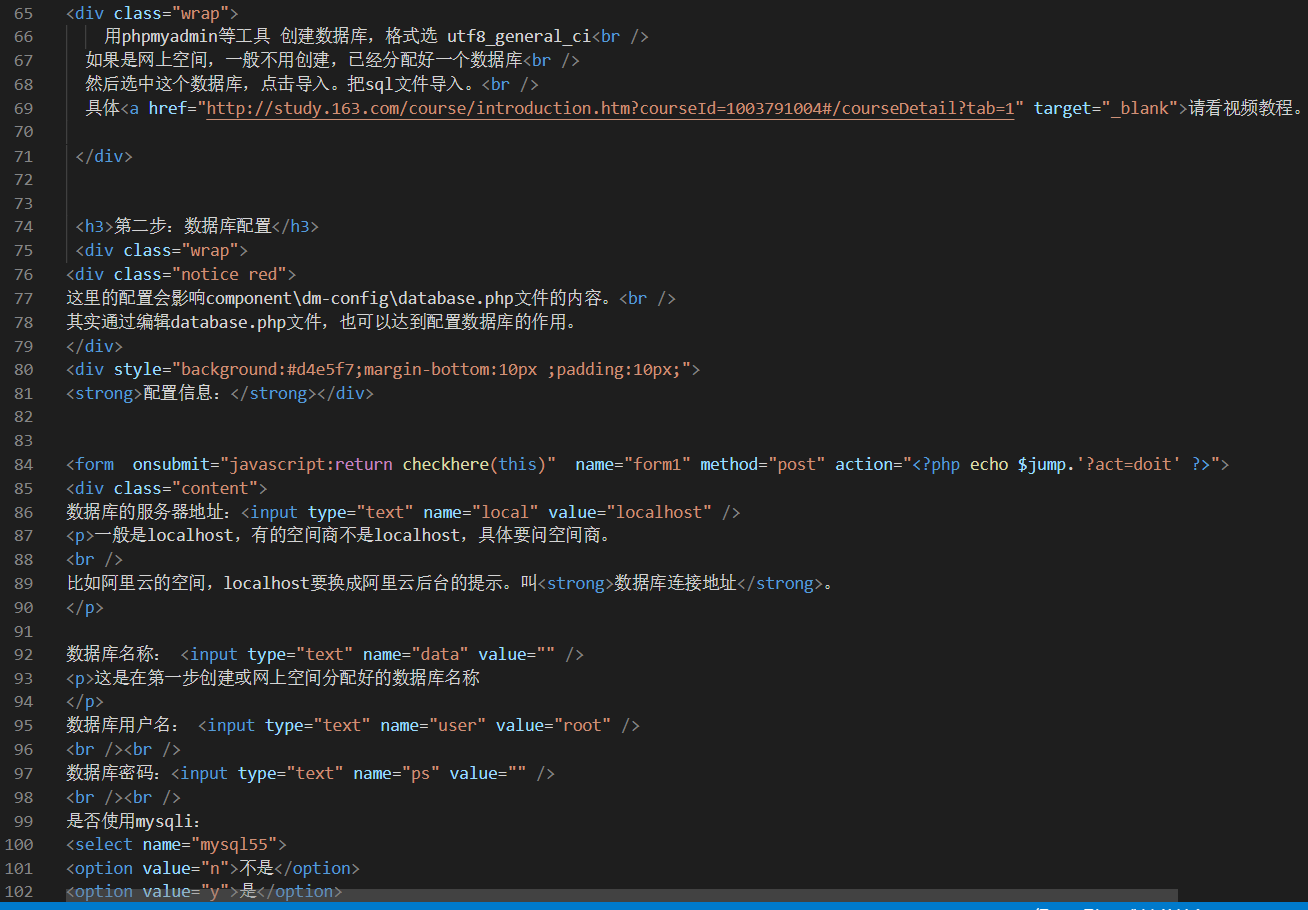 65 <div class="wrap">
66 用phpmyadmin等工具 创建数据库，格式选 utf8_general_ci<br />
67 如果是网上空间，一般不用创建，已经分配好一个数据库<br />
68 然后选中这个数据库，点击导入。把sql文件导入。<br />
69 具体<a href="http://study.163.com/course/introduction.htm?courseId=1003791004#/courseDetail?tab=1" target="_blank">请看视频教程。
70
71 </div>
72
73
74 <h3>第二步：数据库配置</h3>
75 <div class="wrap">
76 <div class="notice red">
77 这里的配置会影响component\dm-config\database.php文件的内容。<br />
78 其实通过编辑database.php文件，也可以达到配置数据库的作用。
79 </div>
80 <div style="background:#d4e5f7;margin-bottom:10px ;padding:10px;">
81 <strong>配置信息：</strong></div>
82
83
84 <form  onsubmit="javascript:return checkhere(this)"  name="form1" method="post" action="<?php echo $jump.'?act=doit' ?>">
85 <div class="content">
86 数据库的服务器地址：<input type="text" name="local" value="localhost" />
87 <p>一般是localhost，有的空间商不是localhost，具体要问空间商。
88 <br />
89 比如阿里云的空间，localhost要换成阿里云后台的提示。叫<strong>数据库连接地址</strong>。
90 </p>
91
92 数据库名称： <input type="text" name="data" value="" />
93 <p>这是在第一步创建或网上空间分配好的数据库名称
94 </p>
95 数据库用户名： <input type="text" name="user" value="root" />
96 <br /><br />
97 数据库密码：<input type="text" name="ps" value="" />
98 <br /><br />
99 是否使用mysqli：
100 <select name="mysql55">
101 <option value="n">不是</option>
102 <option value="y">是</option>